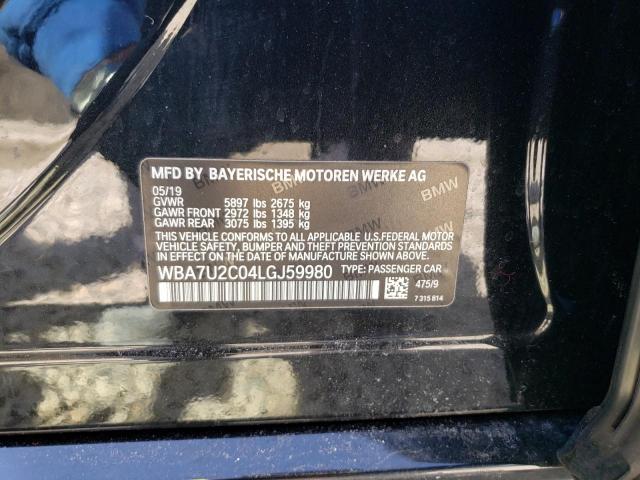 MFD BY BAYERISCHE MOTOREN WERKE AG
05/19
GVWR 5897 lbs 2675 kg
GAWR FRONT 2972 lbs 1348 kg
GAWR REAR 3075 lbs 1395 kg
THIS VEHICLE CONFORMS TO ALL APPLICABLE U.S.FEDERAL MOTOR
VEHICLE SAFETY, BUMPER AND THEFT PREVENTION STANDARDS IN
EFFECT ON THE DATE OF MANUFACTURE SHOWN ABOVE.
WBA7U2C04LGJ59980 TYPE: PASSENGER CAR
475/9
7 315 814
BMW
BMW
BMW